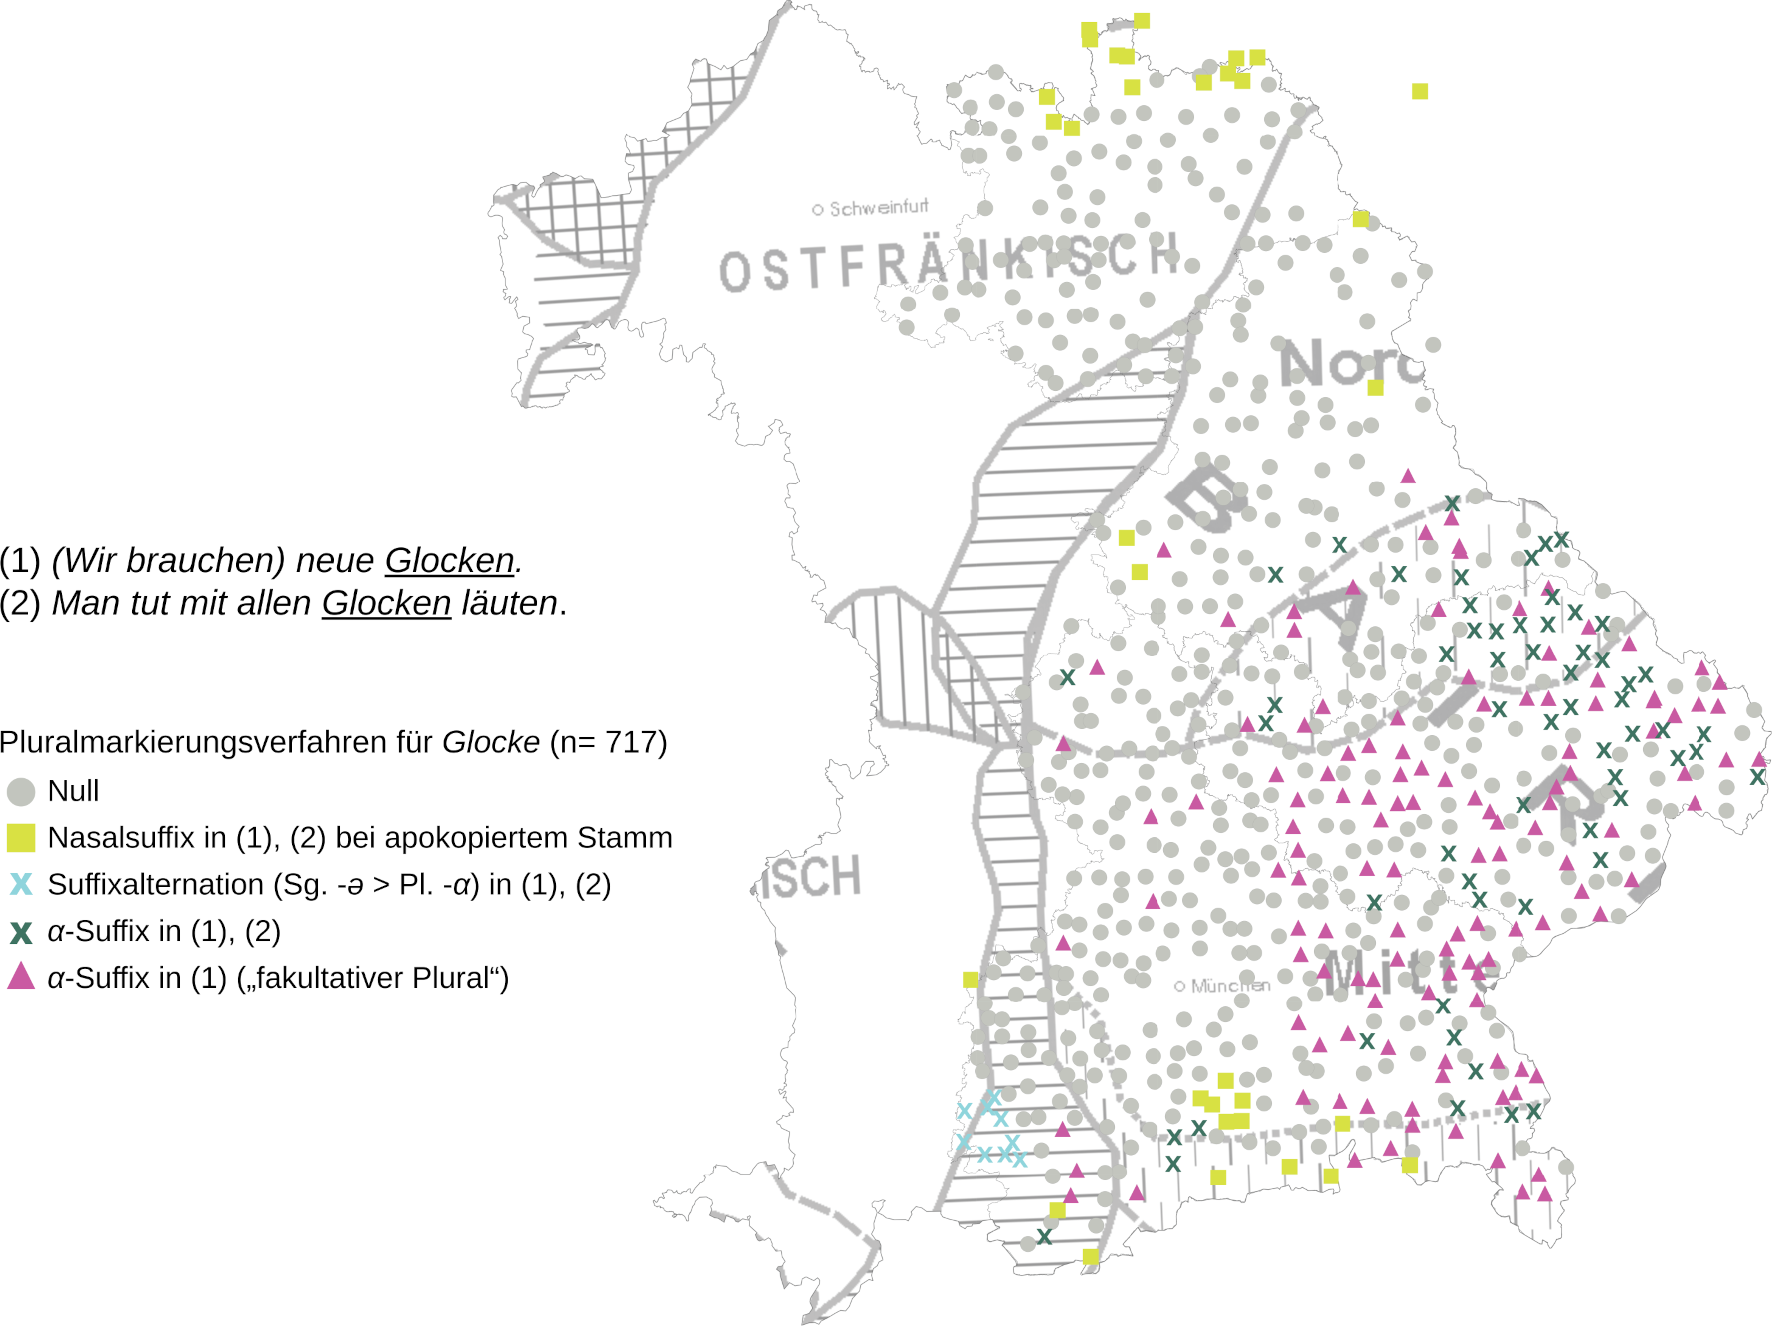 Schweinfurt
OSTFRÄNKISCH
Nord
B
(1) (Wir brauchen) neue Glocken.
(2) Man tut mit allen Glocken läuten.
A
Pluralmarkierungsverfahren für Glocke (n= 717)
Null
Nasalsuffix in (1), (2) bei apokopiertem Stamm
R
ISCH
Suffixalternation (Sg. -ə > Pl. -α) in (1), (2)
α-Suffix in (1), (2)
α-Suffix in (1) („fakultativer Plural“)
Mitte
München